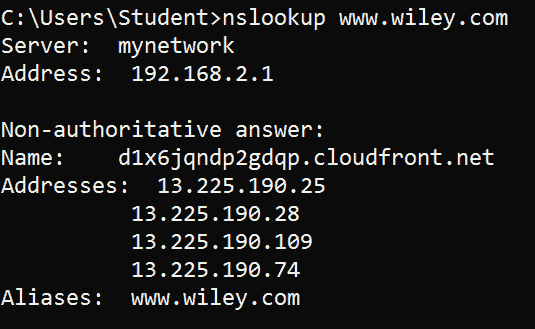 C:\Users\Student>nslookup www.wiley.com
Server:  mynetwork
Address:  192.168.2.1

Non-authoritative answer:
Name:    d1x6jqndp2gdqp.cloudfront.net
Addresses:  13.225.190.25
          13.225.190.28
          13.225.190.109
          13.225.190.74
Aliases:  www.wiley.com